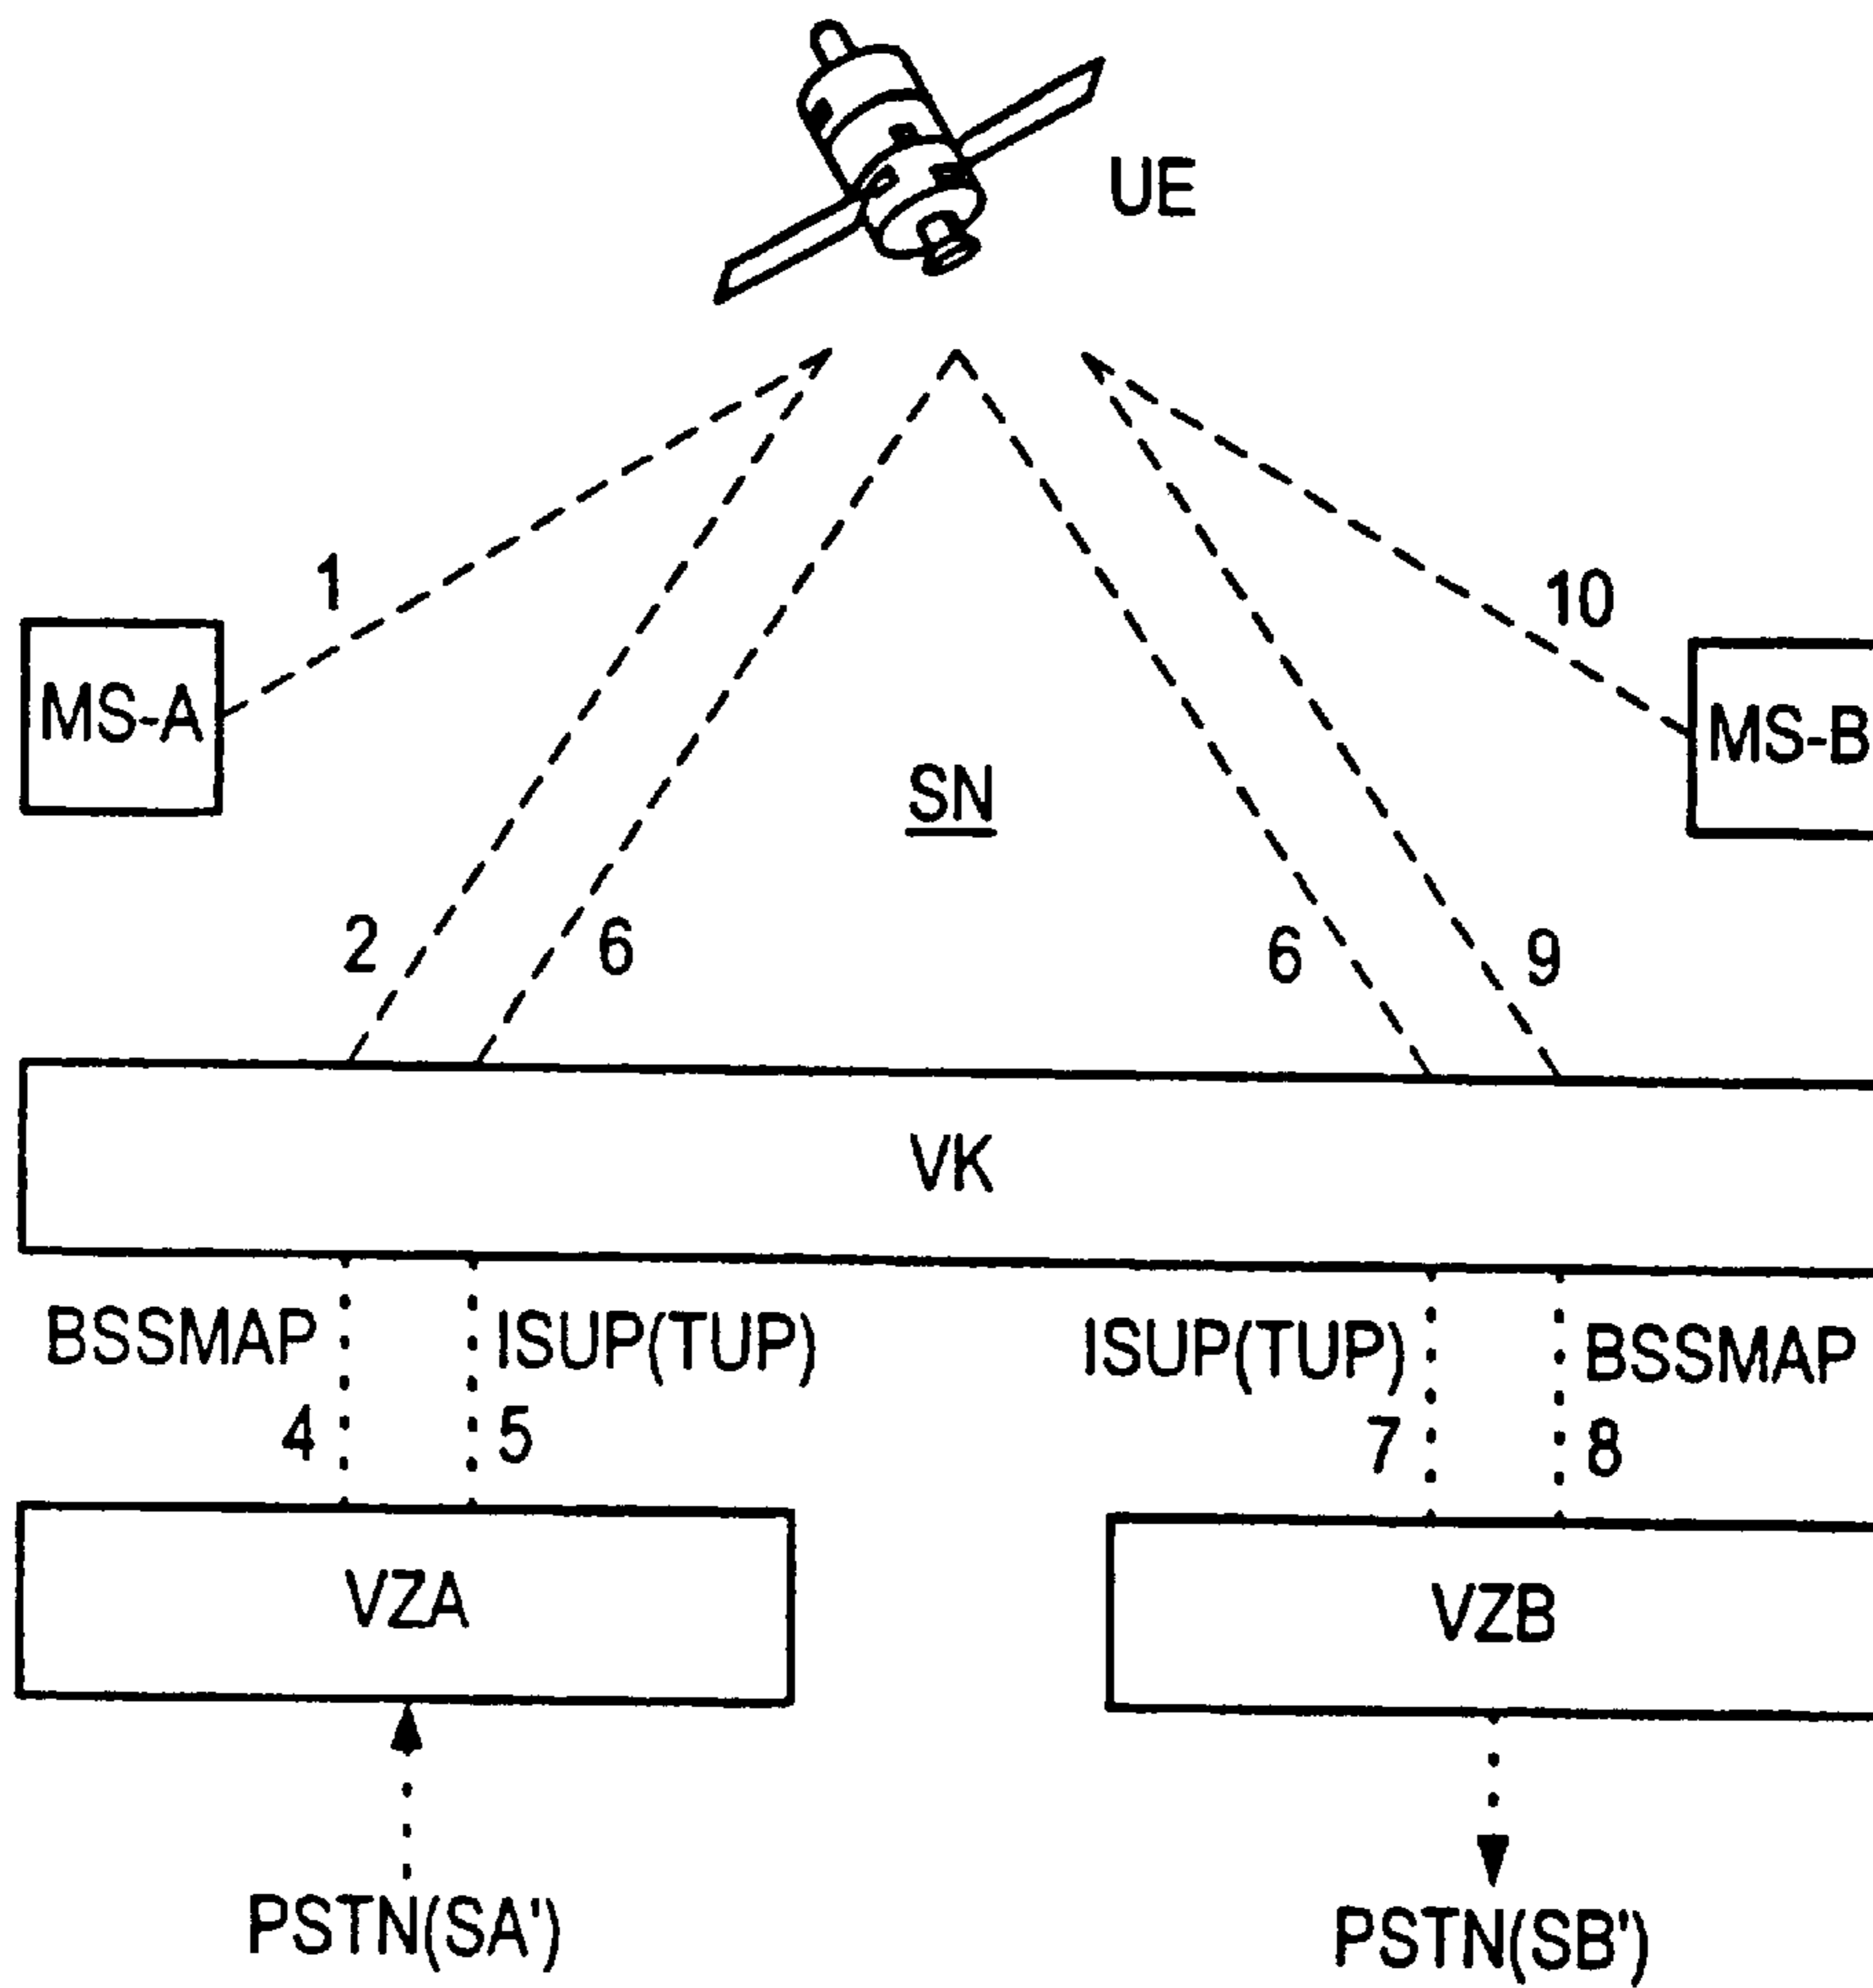 UE
1
10
MS-A
MS-B
SN
2
6
6
9
VK
BSSMAP
ISUP(TUP)
ISUP(TUP)
BSSMAP
4
5
7
8
VZA
VZB
PSTN(SA')
PSTN(SB')